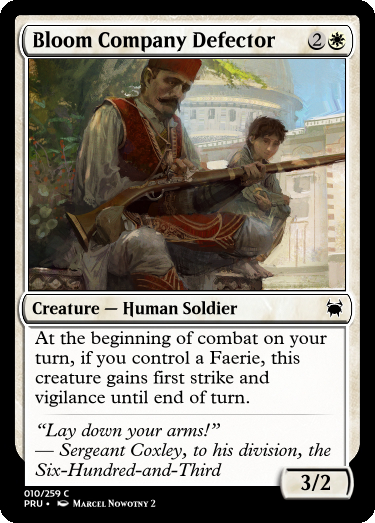 Bloom Company Defector 2
Creature — Human Soldier
At the beginning of combat on your
turn, if you control a Faerie, this
creature gains first strike and
vigilance until end of turn.
“Lay down your arms!”
— Sergeant Coxley, to his division, the
Six-Hundred-and-Third
3/2
010/259 C
PRU • Marcel Nowotny 2